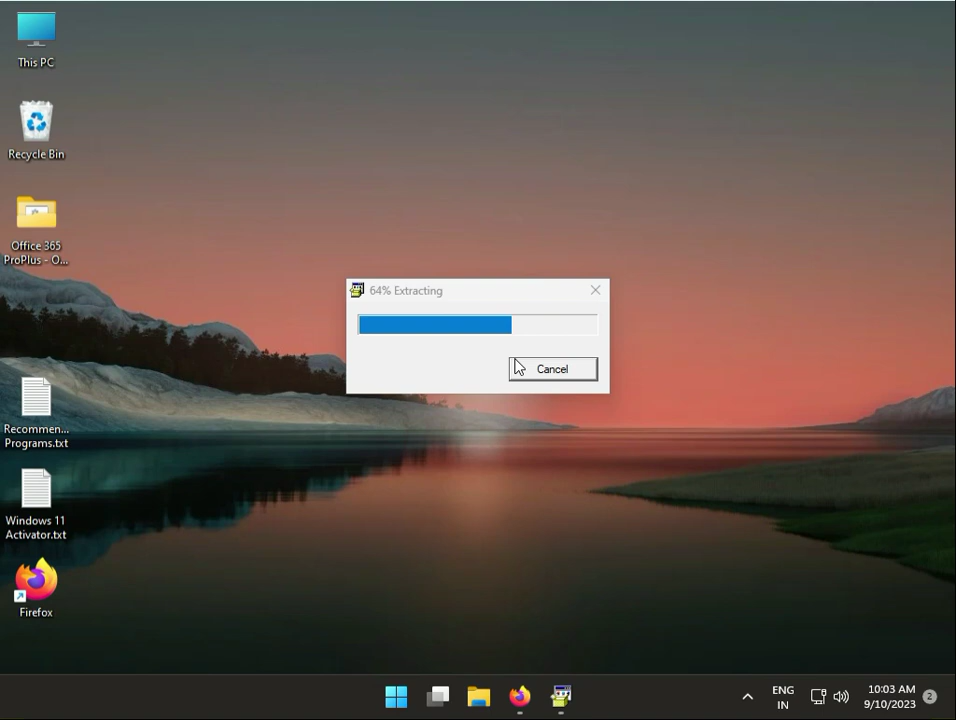 This PC
Recycle Bin
Office 365
ProPlus - O...
64% Extracting
Cancel
Recommen...
Programs.txt
Windows 11
Activator.txt
Firefox
ENG
IN
10:03 AM
9/10/2023
2